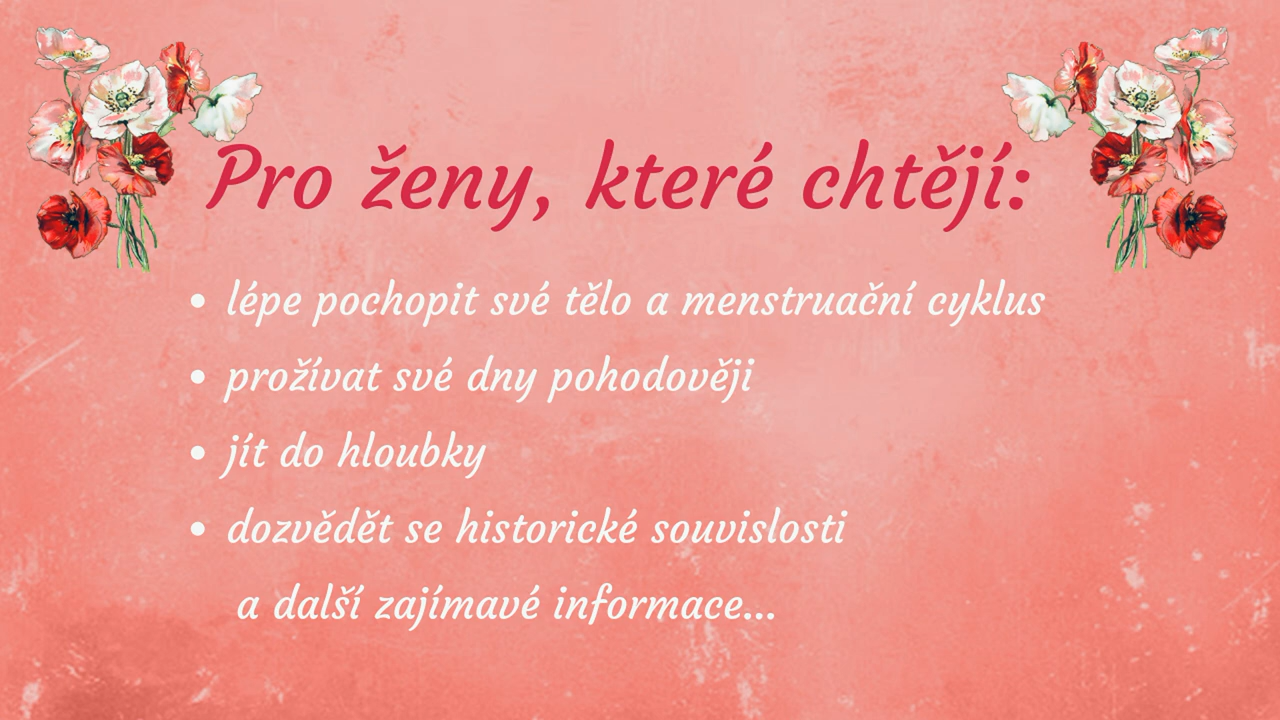 Pro ženy, které chtějí:
• lépe pochopit své tělo a menstruační cyklus
• prožívat své dny pohodověji
• jít do hloubky
• dozvědět se historické souvislosti
a další zajímavé informace...